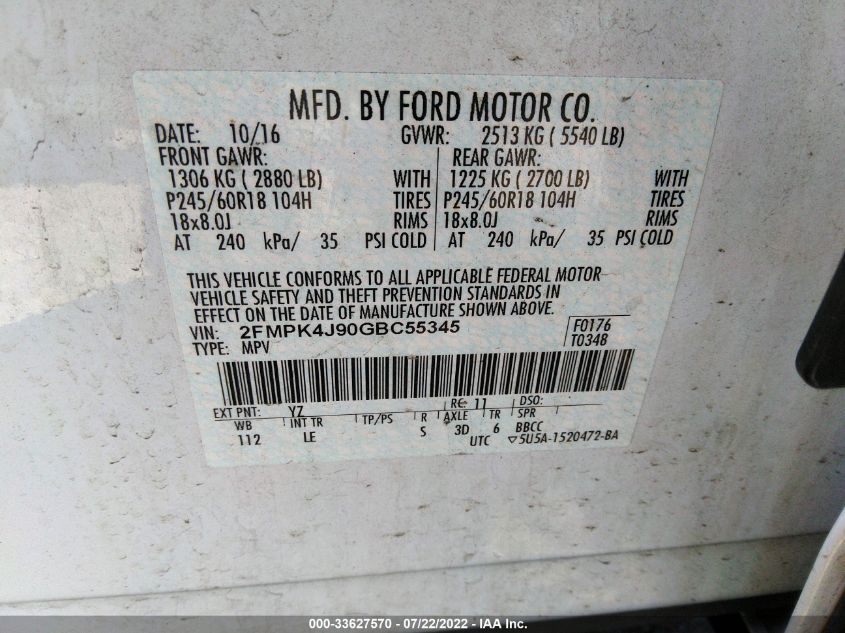 MFD. BY FORD MOTOR CO.
DATE: 10/16 GVWR: 2513 KG ( 5540 LB)
FRONT GAWR: REAR GAWR:
1306 KG ( 2880 LB) WITH 1225 KG ( 2700 LB) WITH
P245/60R18 104H TIRES P245/60R18 104H TIRES
18x8.0J RIMS 18x8.0J RIMS
AT 240 kPa/ 35 PSI COLD AT 240 kPa/ 35 PSI COLD
THIS VEHICLE CONFORMS TO ALL APPLICABLE FEDERAL MOTOR
VEHICLE SAFETY AND THEFT PREVENTION STANDARDS IN
EFFECT ON THE DATE OF MANUFACTURE SHOWN ABOVE.
VIN: 2FMPK4J90GBC55345 F0176
TYPE: MPV T0348
EXT PNT: YZ RC 11 DSO:
WB INT TR TP/PS R AXLE TR SPR
112 LE S 3D 6 BBCC
UTC ▽5U5A-1520472-BA
000-33627570 - 07/22/2022 - IAA Inc.